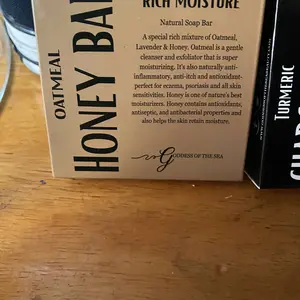 RICH MOISTURE
Natural Soap Bar
A special rich mixture of Oatmeal,
Lavender & Honey. Oatmeal is a gentle
cleanser and exfoliator that is super
moisturizing. It's also naturally anti-
inflammatory, anti-itch and antioxidant-
perfect for eczema, psoriasis and all skin
sensitivities. Honey is one of nature's best
moisturizers. Honey contains antioxidants,
antiseptic, and antibacterial properties and
also helps the skin retain moisture.
GODDESS OF THE SEA
OATMEAL
HONEY BAR
TURMERIC